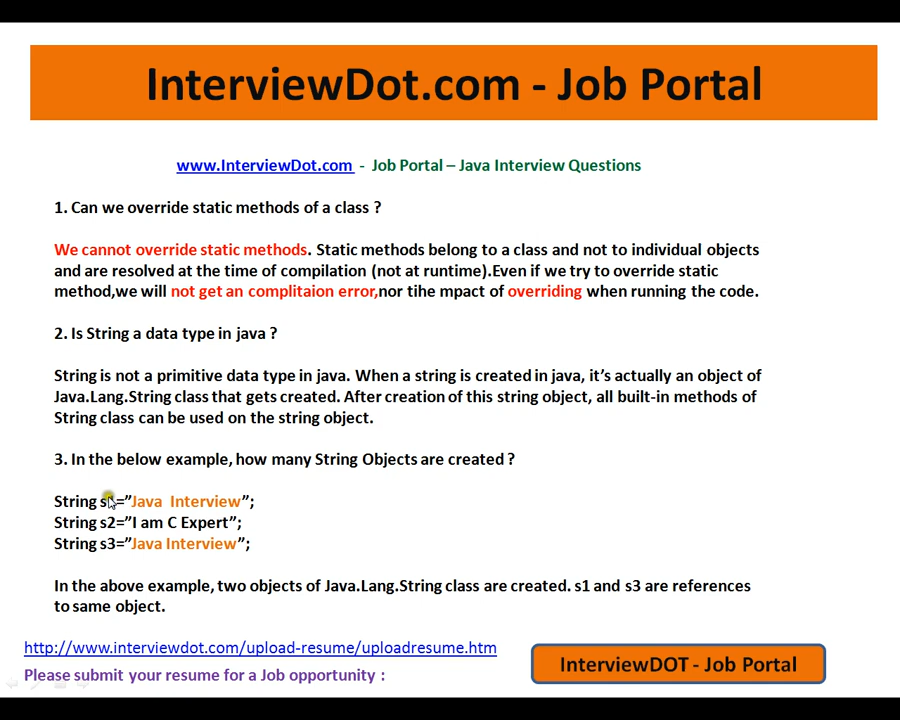 InterviewDot.com - Job Portal
www.InterviewDot.com - Job Portal – Java Interview Questions
1. Can we override static methods of a class ?
We cannot override static methods. Static methods belong to a class and not to individual objects
and are resolved at the time of compilation (not at runtime).Even if we try to override static
method,we will not get an complitaion error,nor tihe mpact of overriding when running the code.
2. Is String a data type in java ?
String is not a primitive data type in java. When a string is created in java, it’s actually an object of
Java.Lang.String class that gets created. After creation of this string object, all built-in methods of
String class can be used on the string object.
3. In the below example, how many String Objects are created ?
String s1=”Java  Interview”;
String s2=”I am C Expert”;
String s3=”Java Interview”;
In the above example, two objects of Java.Lang.String class are created. s1 and s3 are references
to same object.
http://www.interviewdot.com/upload-resume/uploadresume.htm
Please submit your resume for a Job opportunity :
InterviewDOT - Job Portal